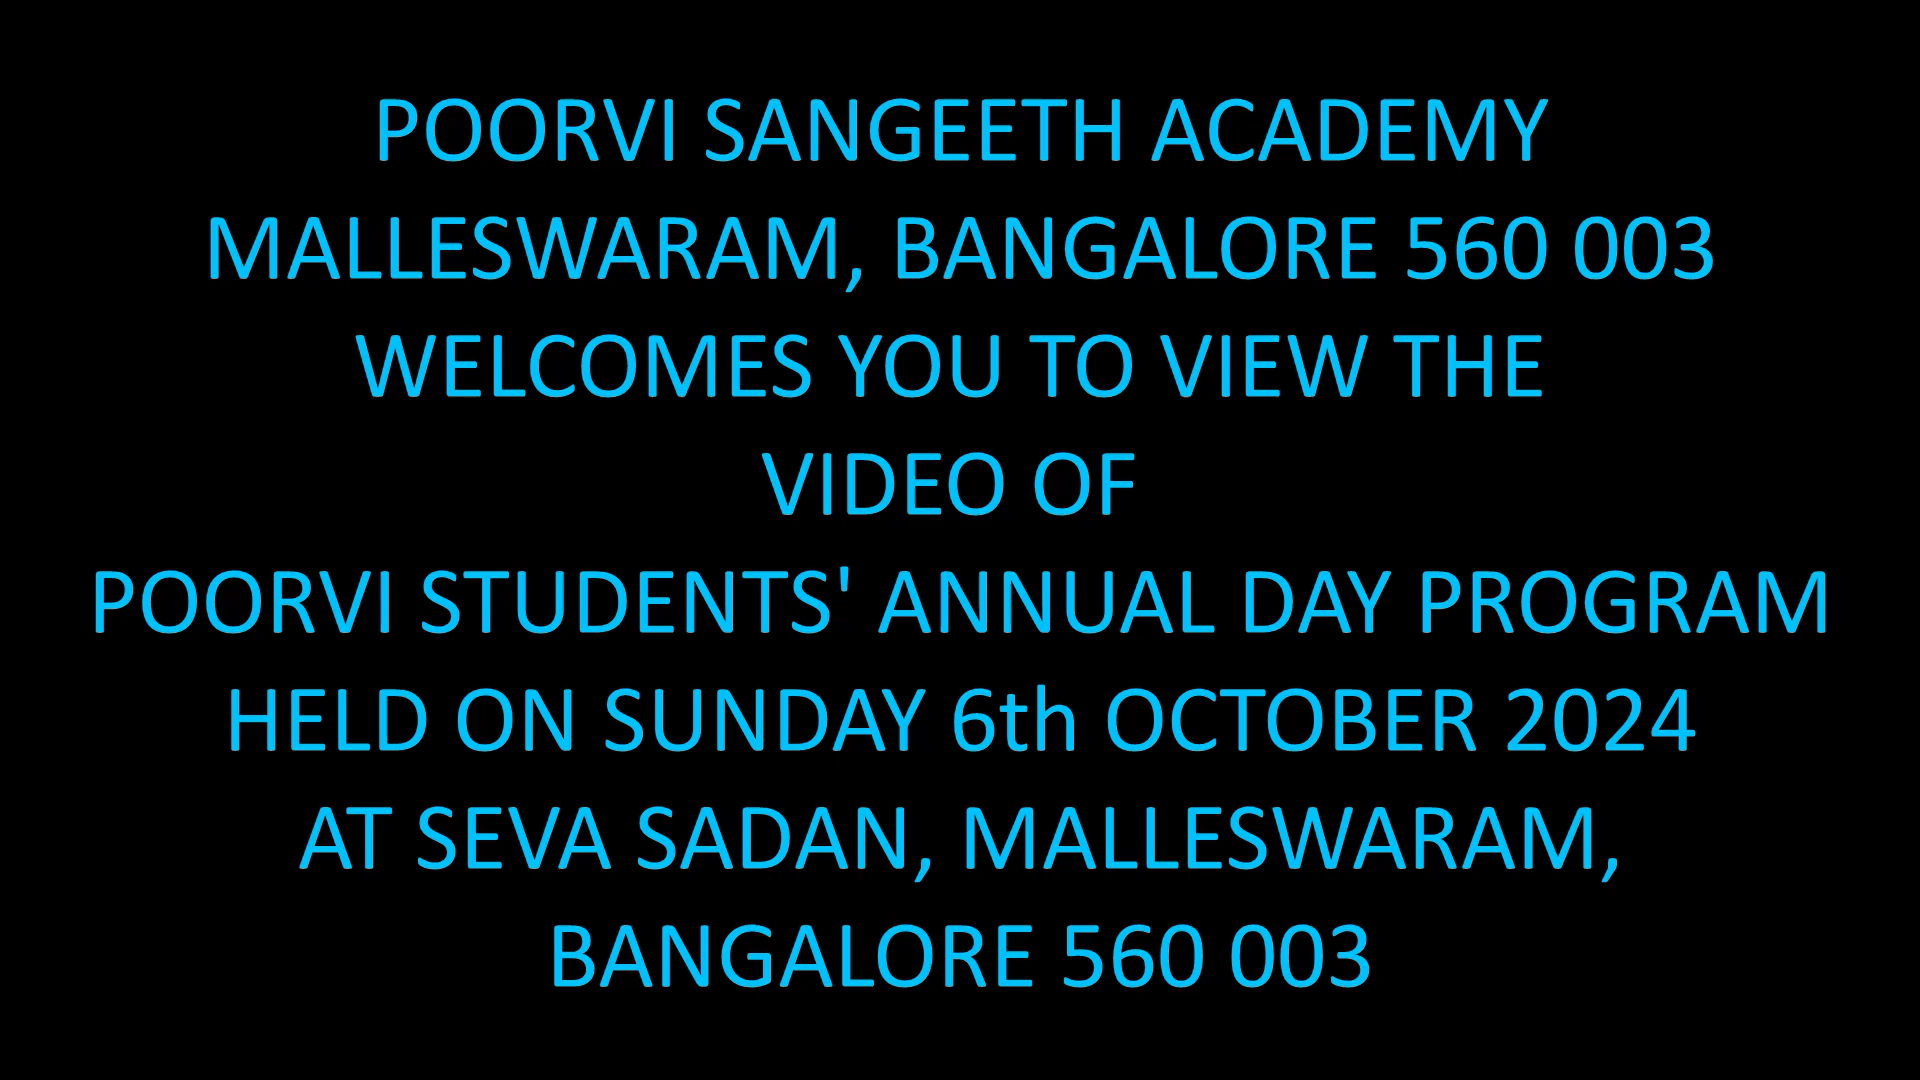 POORVI SANGEETH ACADEMY
MALLESWARAM, BANGALORE 560 003
WELCOMES YOU TO VIEW THE
VIDEO OF
POORVI STUDENTS' ANNUAL DAY PROGRAM
HELD ON SUNDAY 6th OCTOBER 2024
AT SEVA SADAN, MALLESWARAM,
BANGALORE 560 003